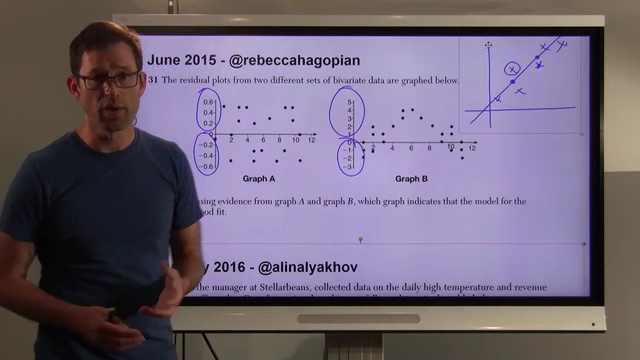 June 2015 - @rebeccahagopian
31 The residual plots from two different sets of bivariate data are graphed below.
0.6
0.4
0.2
0
-0.2
-0.4
-0.6
2
4
6
8
10
Graph A
5
4
3
2
1
0
-1
-2
-3
2
4
6
8
10
12
Graph B
x
x
x
x
x
x
using evidence from graph A and graph B, which graph indicates that the model for the
ood fit.
y 2016 - @alinalyakhov
he manager at Stellarbeans, collected data on the daily high temperature and revenue